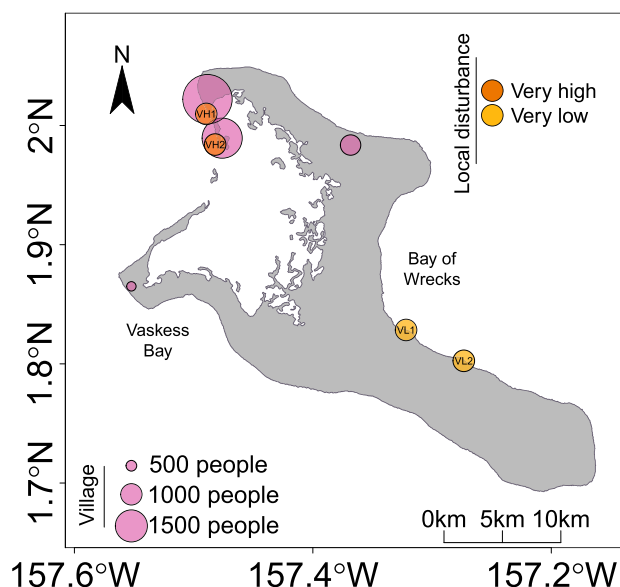 N
Local disturbance
Very high
Very low
VH1
VH2
2°N
1.9°N
1.8°N
1.7°N
Bay of
Wrecks
Vaskess
Bay
VL1
VL2
Village
500 people
1000 people
1500 people
0km 5km 10km
157.6°W 157.4°W 157.2°W